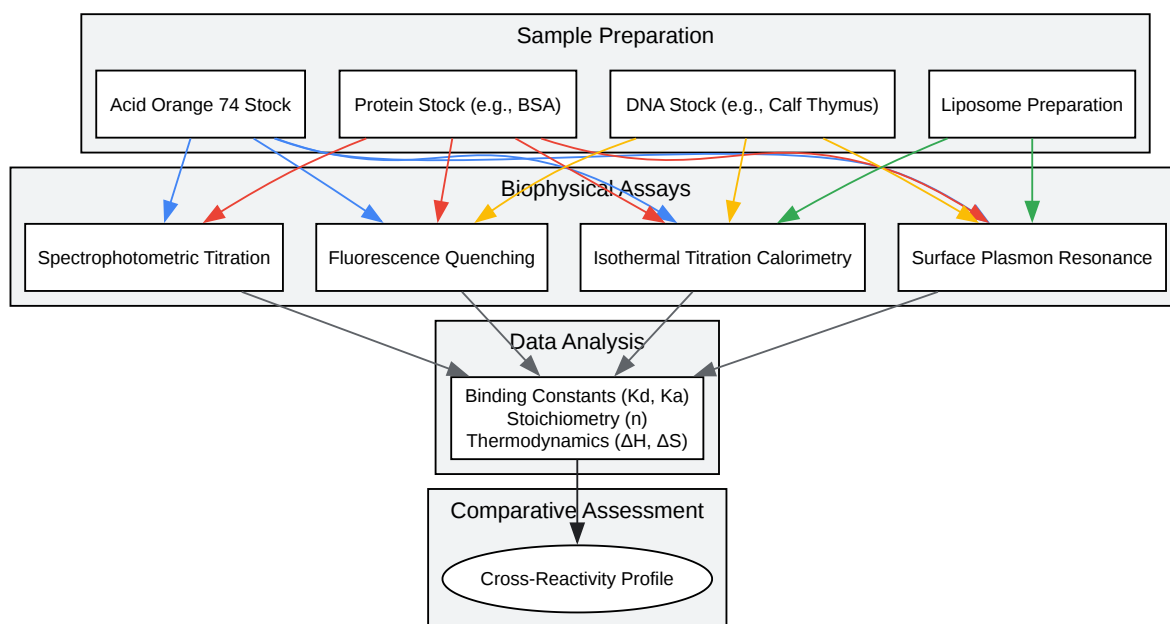 Sample Preparation
Acid Orange 74 Stock
Protein Stock (e.g., BSA)
DNA Stock (e.g., Calf Thymus)
Liposome Preparation
Biophysical Assays
Spectrophotometric Titration
Fluorescence Quenching
Isothermal Titration Calorimetry
Surface Plasmon Resonance
Data Analysis
Binding Constants (Kd, Ka)
Stoichiometry (n)
Thermodynamics (ΔH, ΔS)
Comparative Assessment
Cross-Reactivity Profile